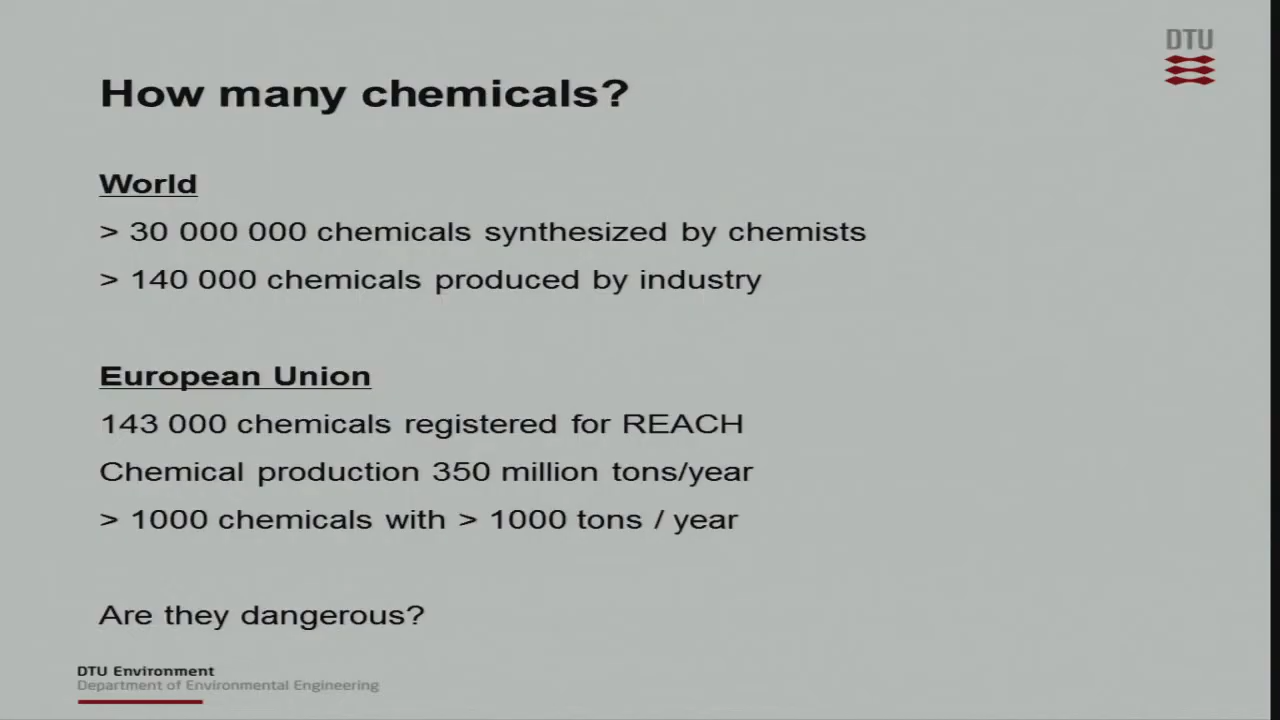 DTU
How many chemicals?
World
> 30 000 000 chemicals synthesized by chemists
> 140 000 chemicals produced by industry
European Union
143 000 chemicals registered for REACH
Chemical production 350 million tons/year
> 1000 chemicals with > 1000 tons / year
Are they dangerous?
DTU Environment
Department of Environmental Engineering